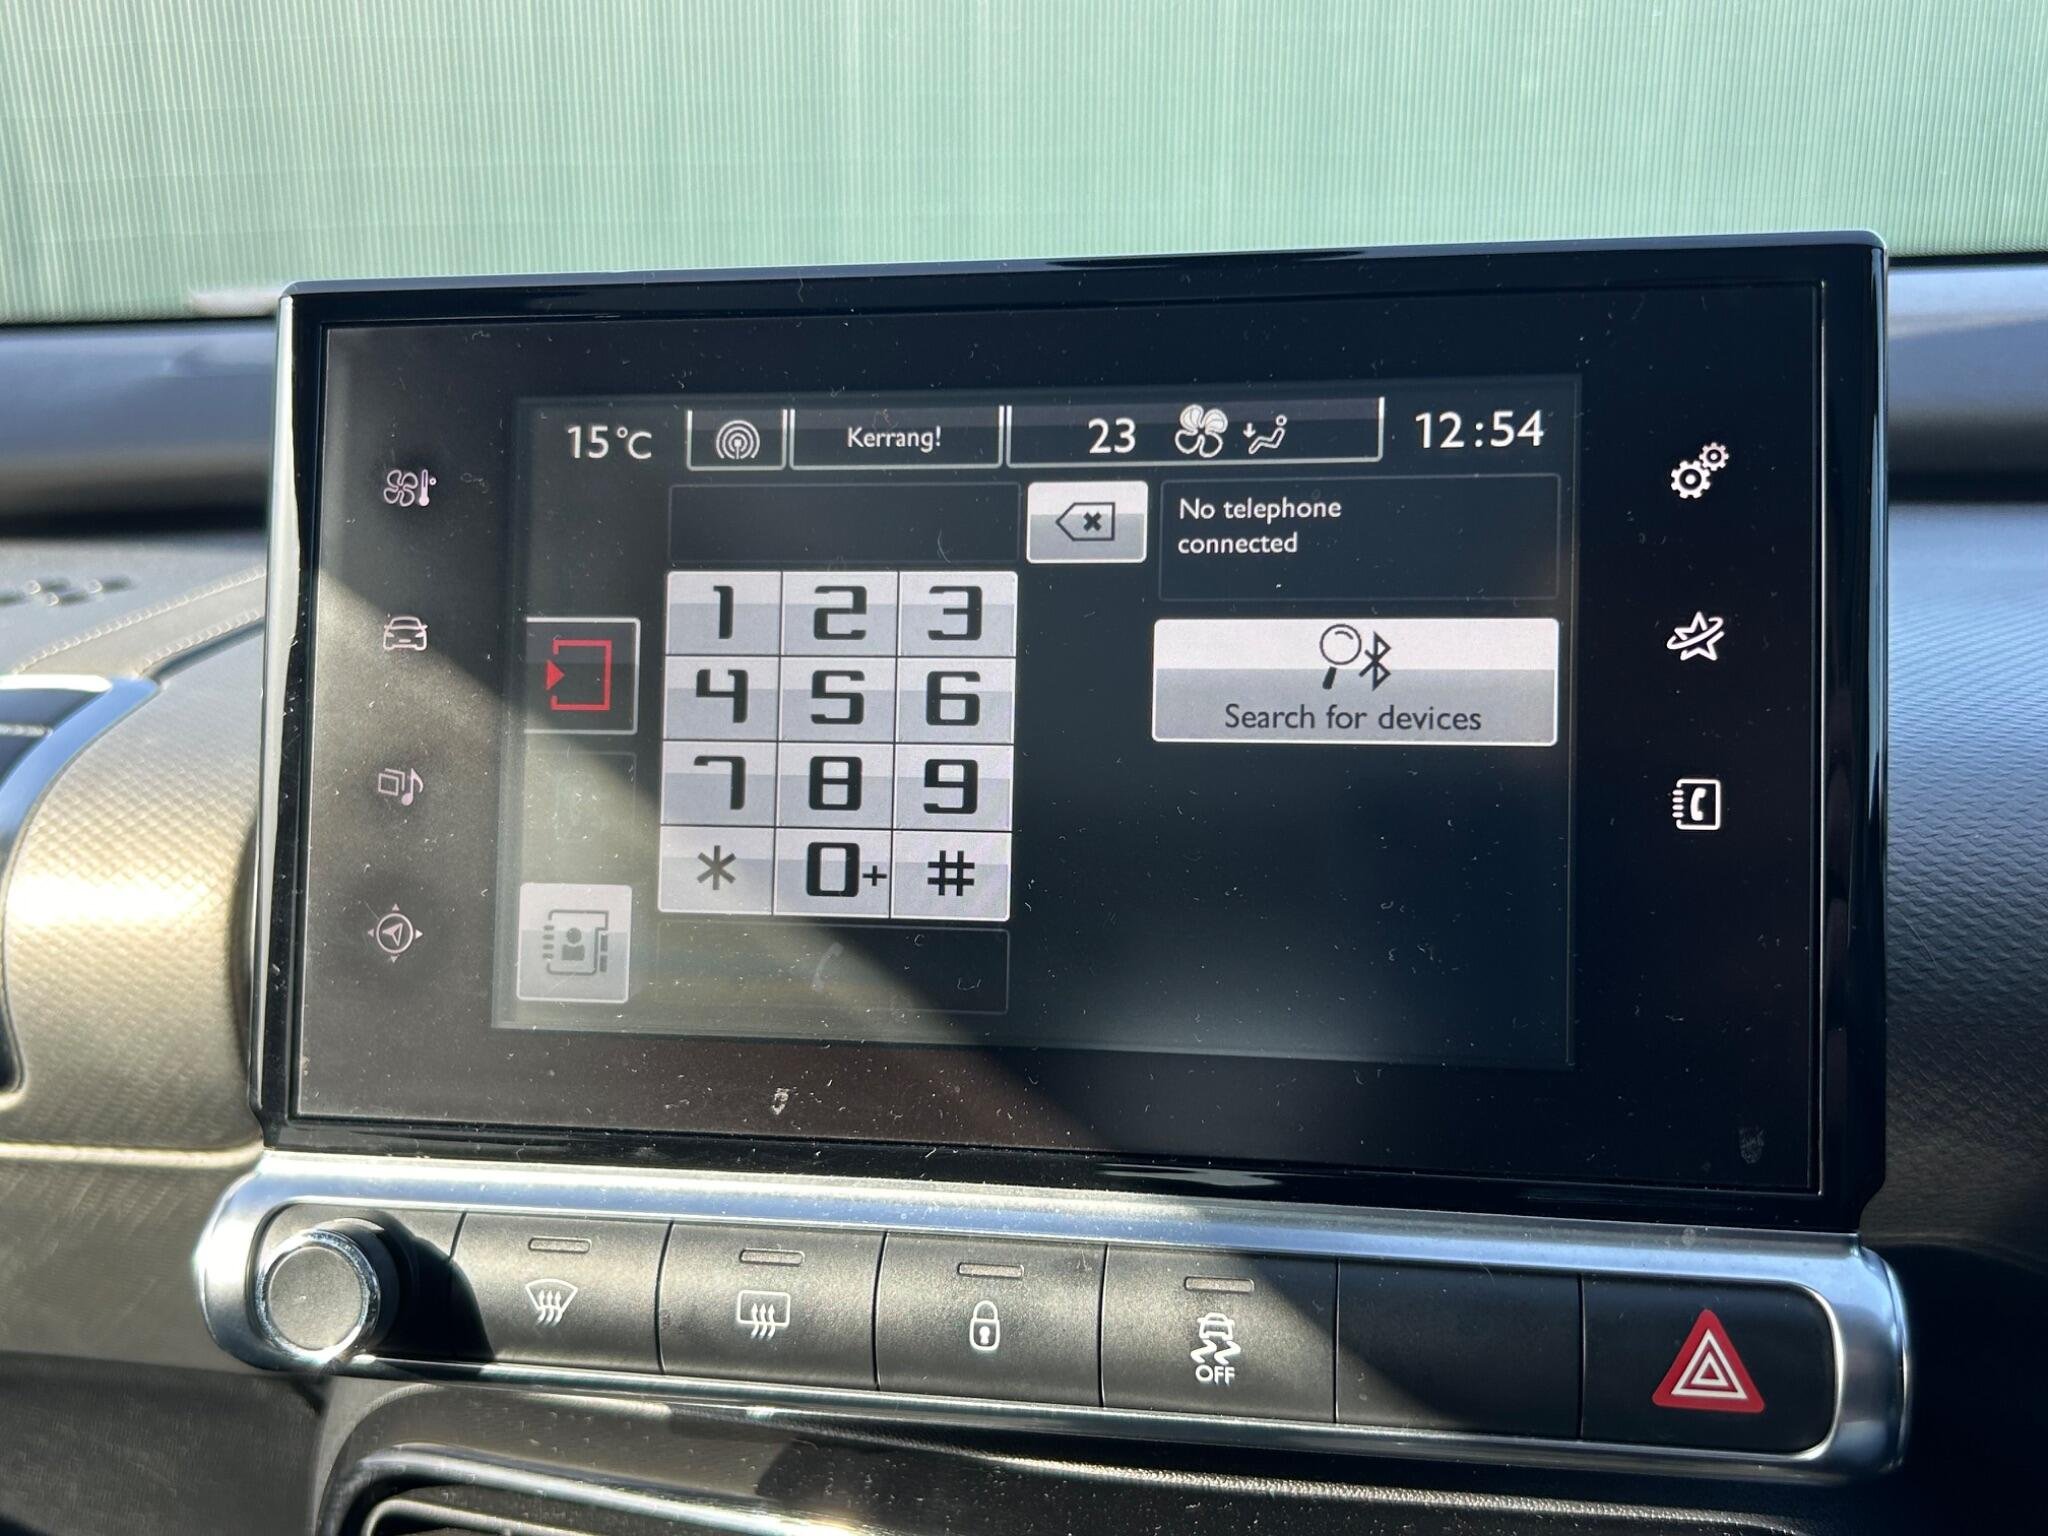 15°C
Kerrang!
23
12:54
No telephone
connected
1 2 3
4 5 6
7 8 9
* 0+ #
Search for devices
OFF